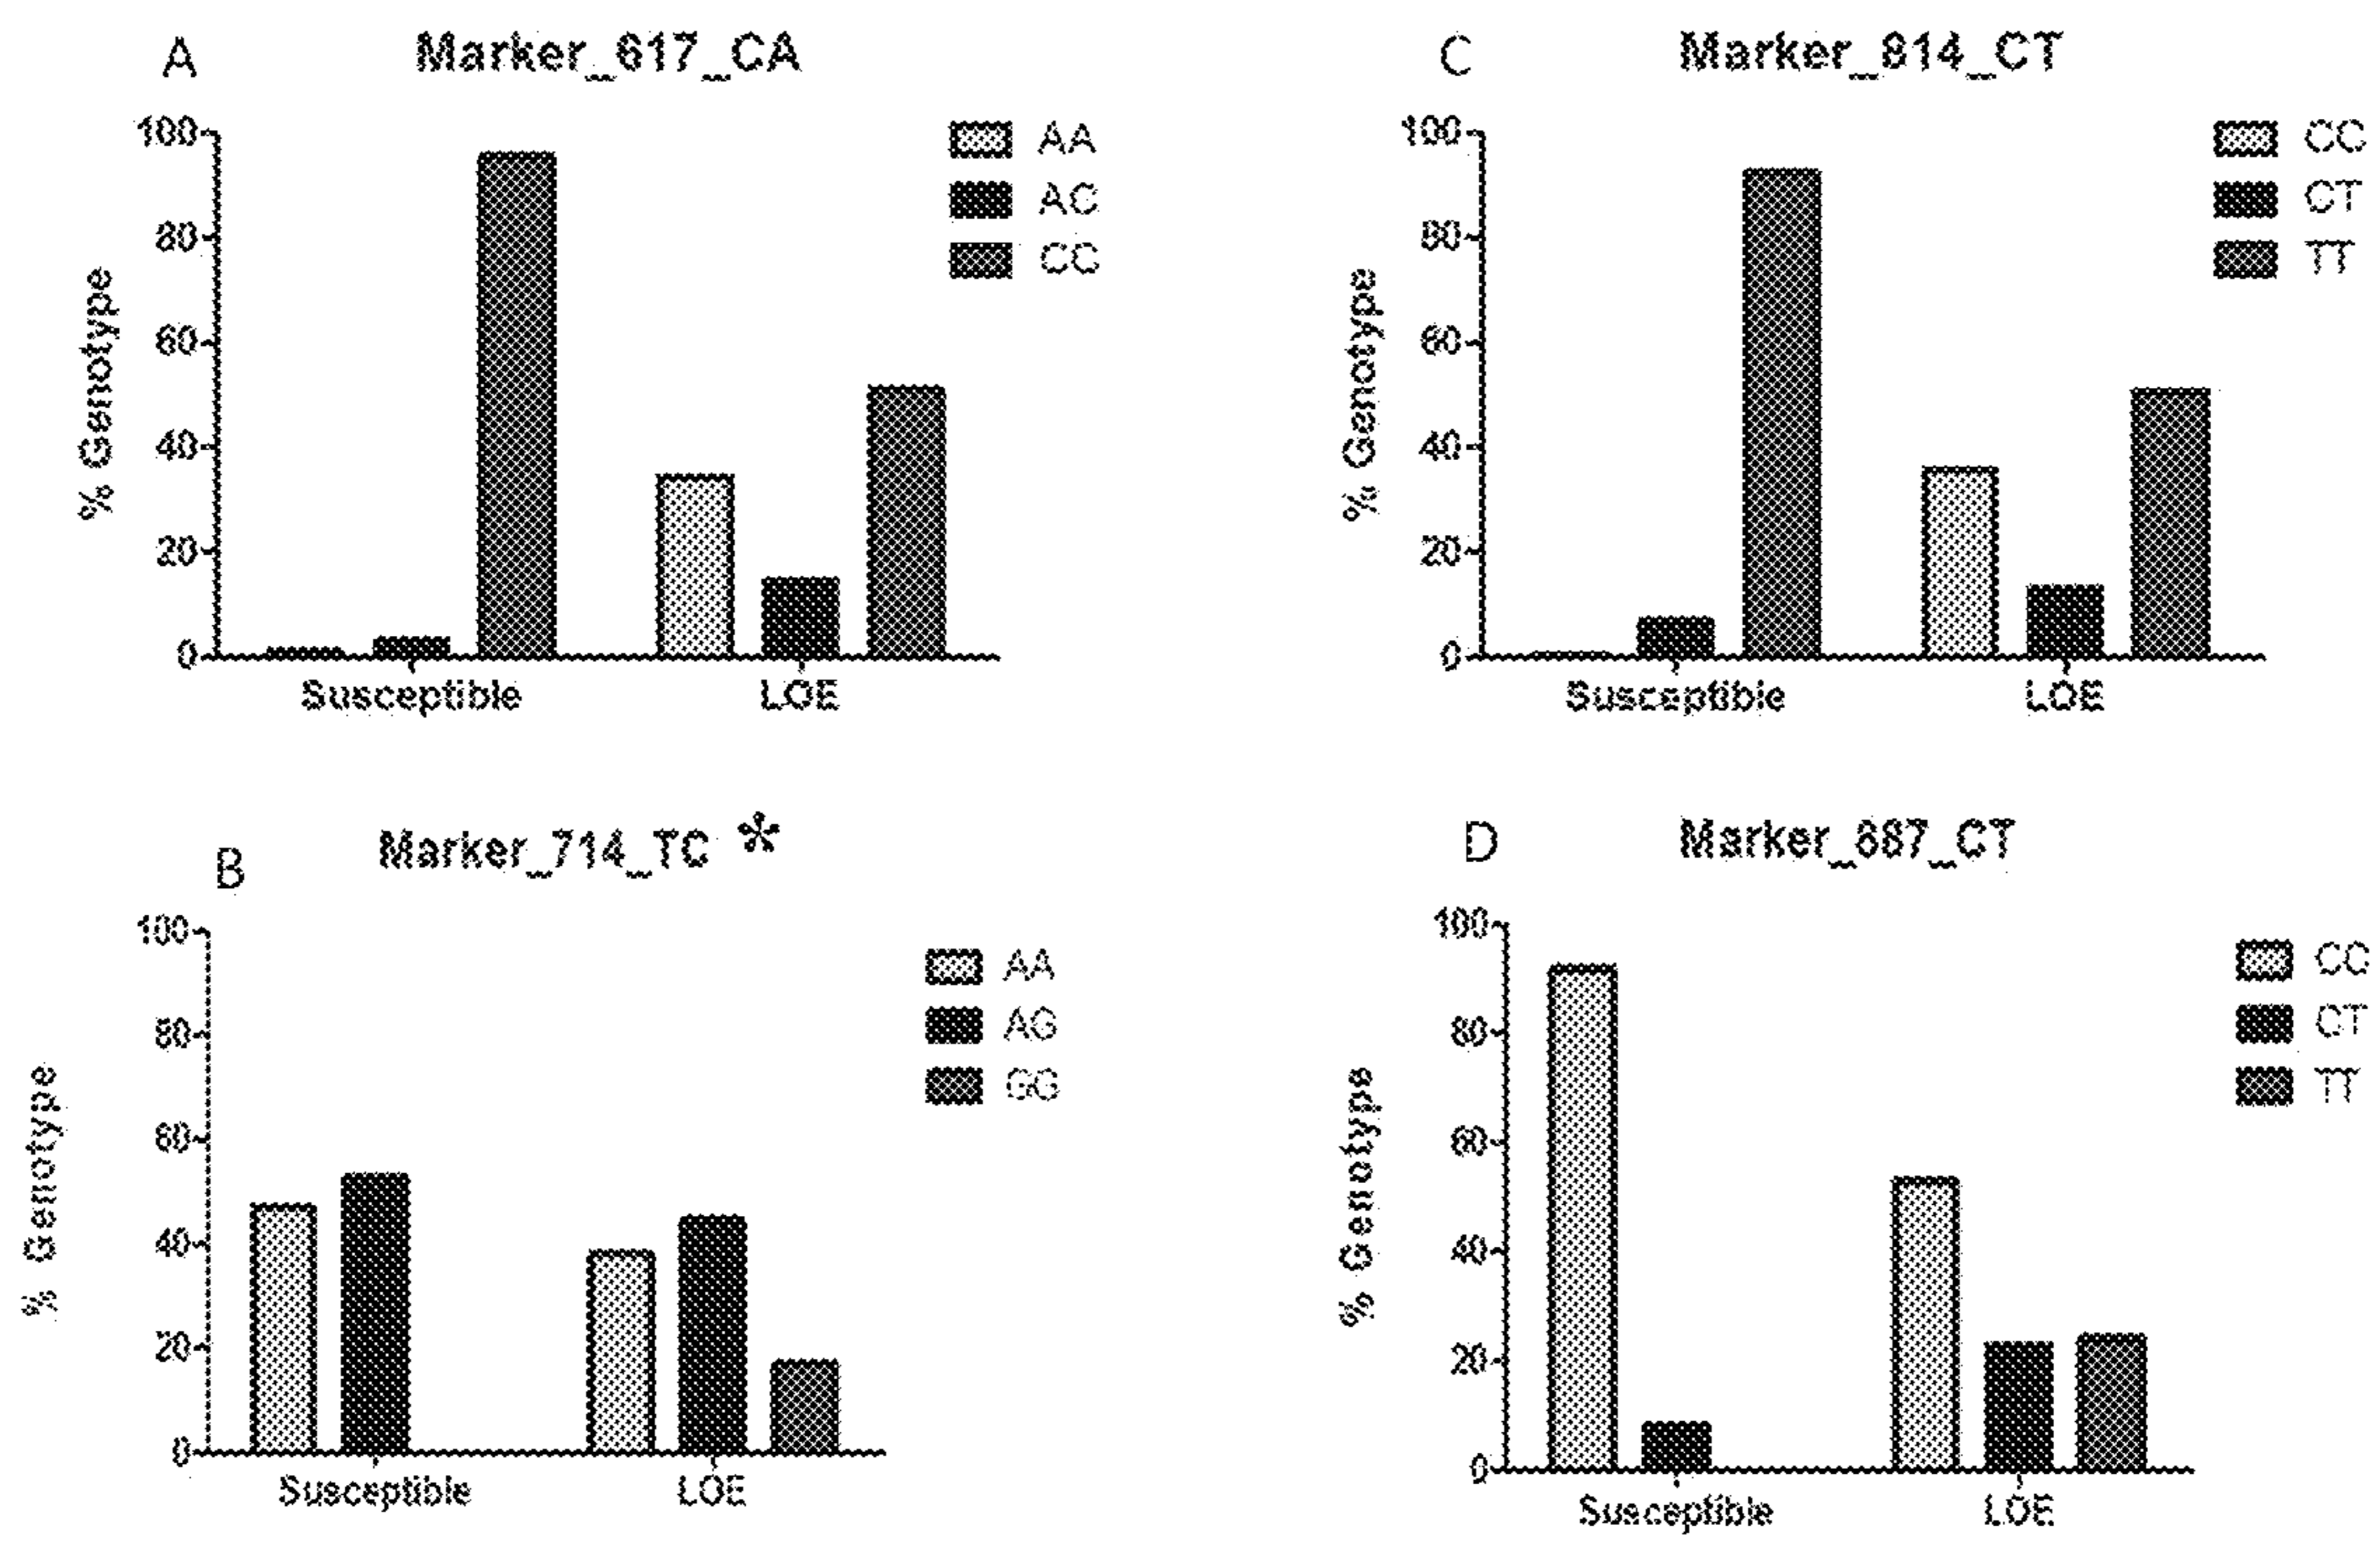 A Marker_617_CA
100
80
60
40
20
0
% Genotype
Susceptible LOE
AA
AC
CC
C Marker_814_CT
100
80
60
40
20
0
% Genotype
Susceptible LOE
CC
CT
TT
B Marker_714_TC *
100
80
60
40
20
0
% Genotype
Susceptible LOE
AA
AG
GG
D Marker_887_CT
100
80
60
40
20
0
% Genotype
Susceptible LOE
CC
CT
TT